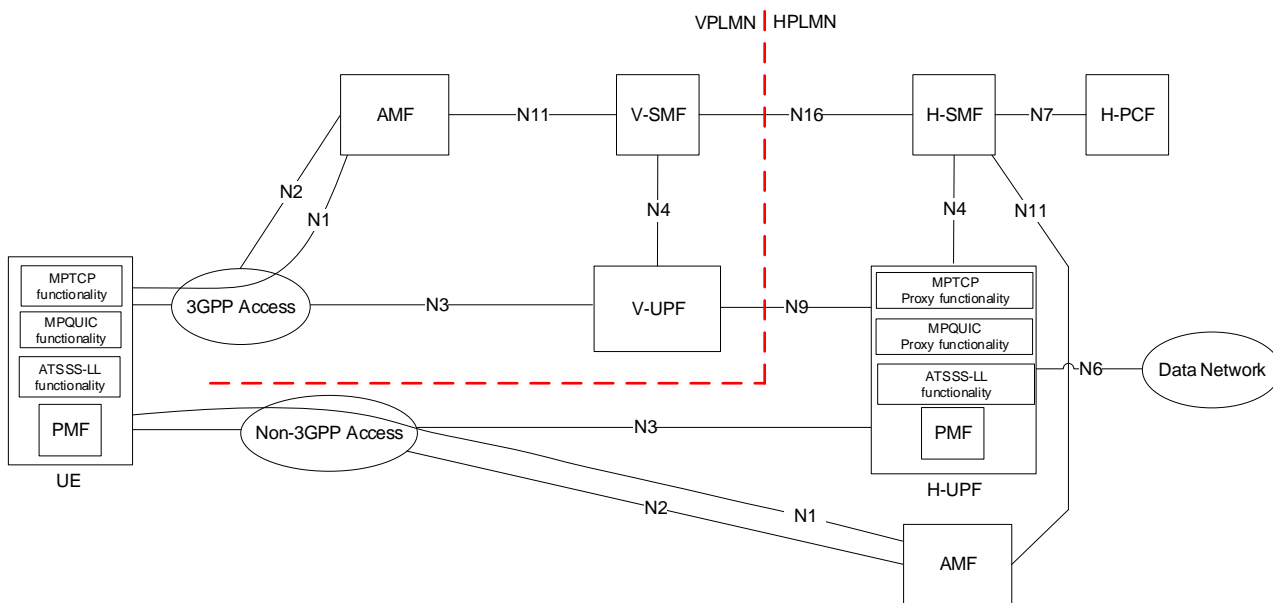 VPLMN
HPLMN
AMF
N11
V-SMF
N16
H-SMF
N7
H-PCF
N2
N1
N4
N4
N11
MPTCP
functionality
MPQUIC
functionality
ATSSS-LL
functionality
PMF
UE
3GPP Access
N3
V-UPF
N9
MPTCP
Proxy functionality
MPQUIC
Proxy functionality
ATSSS-LL
functionality
PMF
H-UPF
N6
Data Network
Non-3GPP Access
N3
N2
N1
AMF